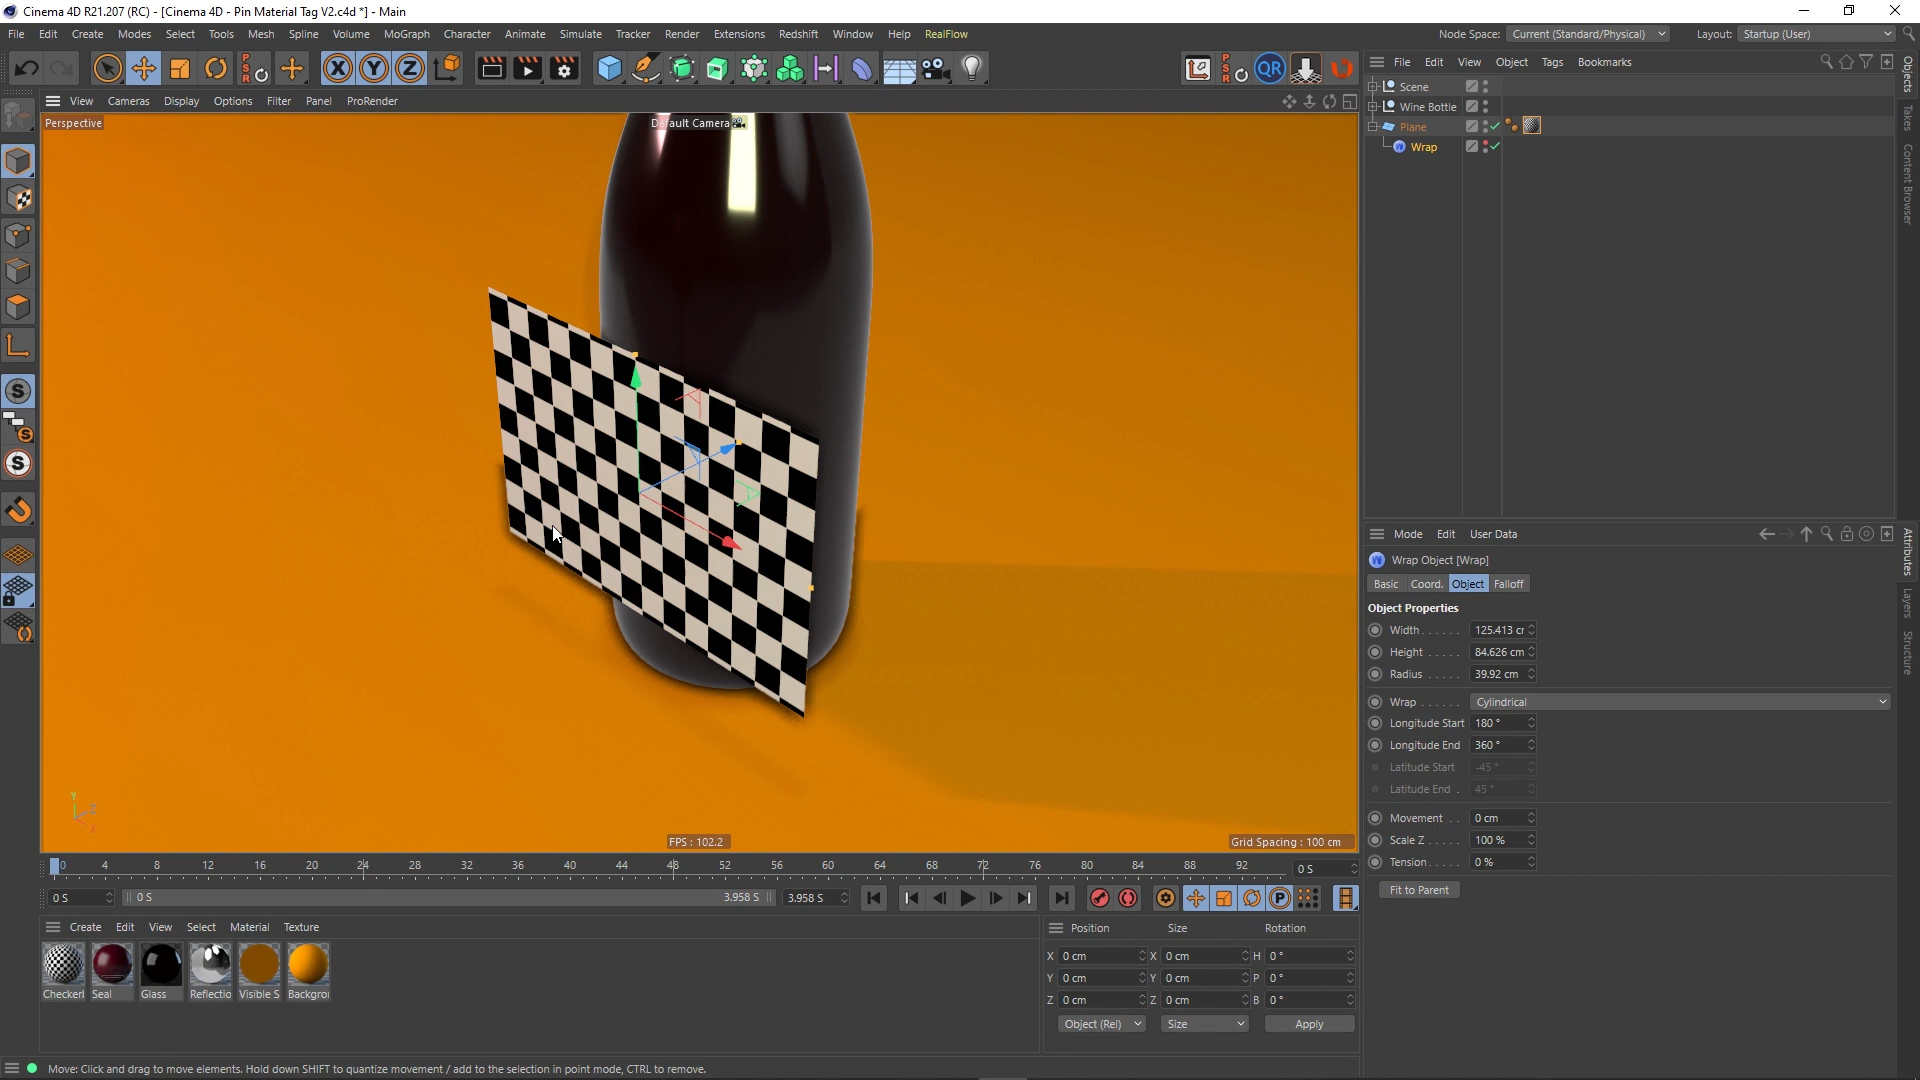 Cinema 4D R21.207 (RC) - [Cinema 4D - Pin Material Tag V2.c4d *] - Main
File Edit Create Modes Select Tools Mesh Spline Volume MoGraph Character Animate Simulate Tracker Render Extensions Redshift Window Help RealFlow
Node Space: Current (Standard/Physical) Layout: Startup (User)
File Edit View Object Tags Bookmarks
View Cameras Display Options Filter Panel ProRender
Perspective
Default Camera
Scene
Wine Bottle
Plane
Wrap
Objects
Takes
Content Browser
Mode Edit User Data
Wrap Object [Wrap]
Basic Coord. Object Falloff
Object Properties
Width 125.413 cr
Height 84.626 cm
Radius 39.92 cm
Wrap Cylindrical
Longitude Start 180 °
Longitude End 360 °
Latitude Start -45 °
Latitude End 45 °
Movement 0 cm
Scale Z 100 %
Tension 0 %
Fit to Parent
Attributes
Layers
Structure
Y
Z
X
FPS : 102.2
Grid Spacing : 100 cm
0 4 8 12 16 20 24 28 32 36 40 44 48 52 56 60 64 68 72 76 80 84 88 92 0 S
0 S 0 S 3.958 S 3.958 S
Create Edit View Select Material Texture
Checkerl Seal Glass Reflectio Visible S Backgroi
Position Size Rotation
X 0 cm X 0 cm H 0 °
Y 0 cm Y 0 cm P 0 °
Z 0 cm Z 0 cm B 0 °
Object (Rel) Size Apply
Move: Click and drag to move elements. Hold down SHIFT to quantize movement / add to the selection in point mode, CTRL to remove.